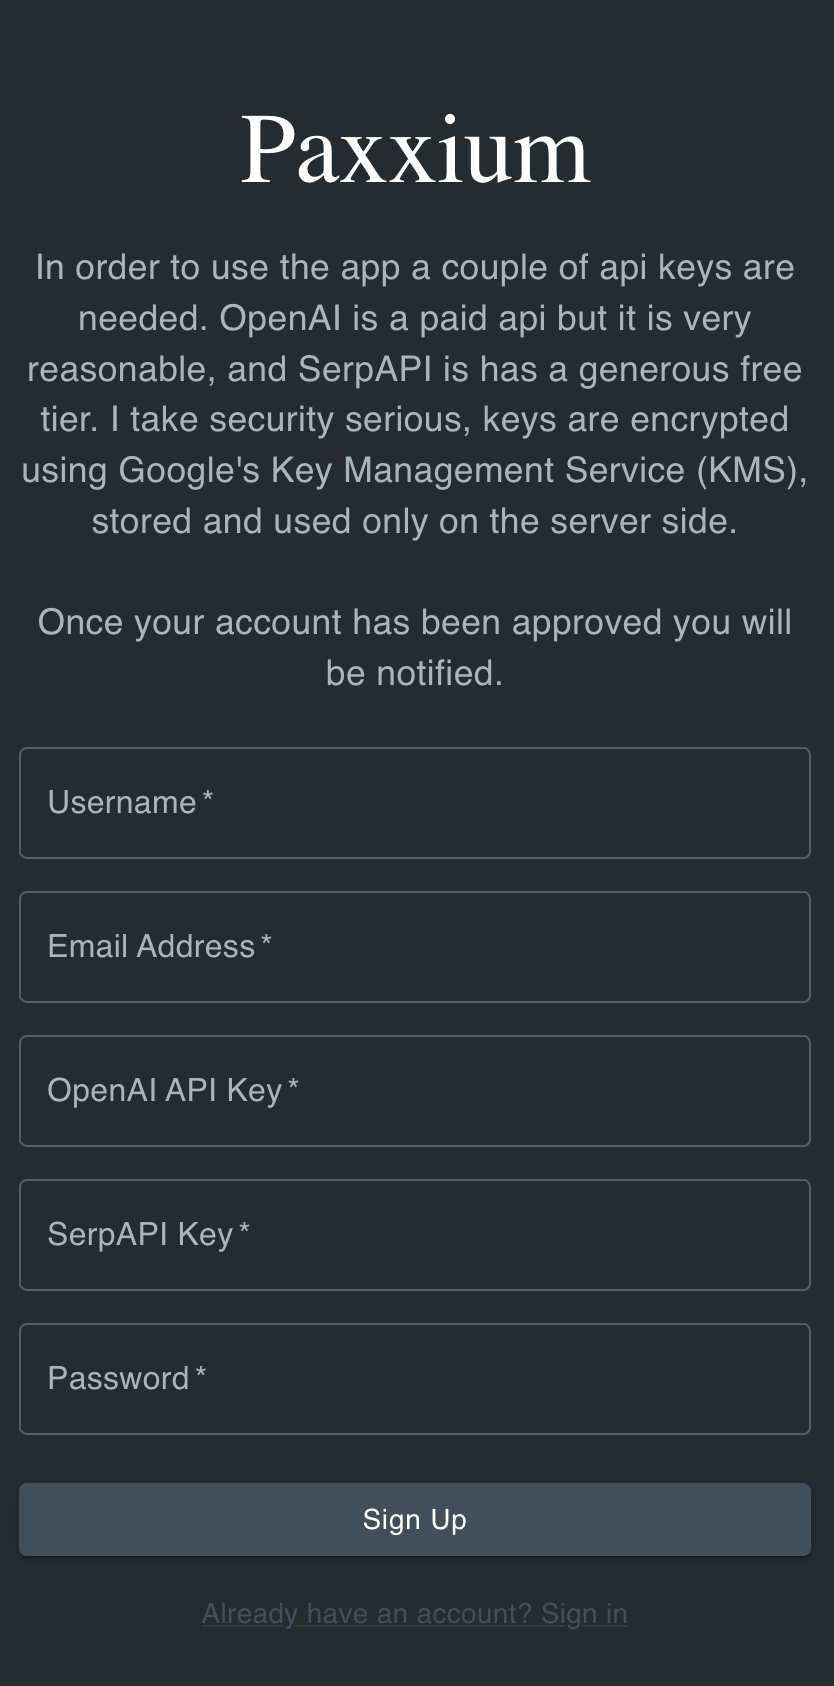 Paxxium
In order to use the app a couple of api keys are
needed. OpenAI is a paid api but it is very
reasonable, and SerpAPI is has a generous free
tier. I take security serious, keys are encrypted
using Google's Key Management Service (KMS),
stored and used only on the server side.
Once your account has been approved you will
be notified.
Username *
Email Address *
OpenAI API Key *
SerpAPI Key *
Password *
Sign Up
Already have an account? Sign in